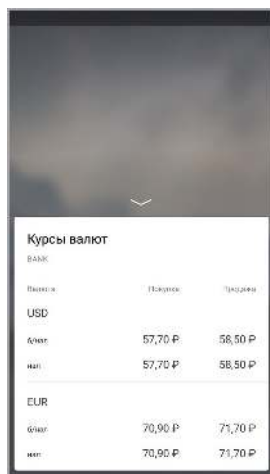 Курсы валют
BANK
Валюта Покупка Продажа
USD
б/нал 57,70 ₽ 58,50 ₽
нал 57,70 ₽ 58,50 ₽
EUR
б/нал 70,90 ₽ 71,70 ₽
нал 70,90 ₽ 71,70 ₽